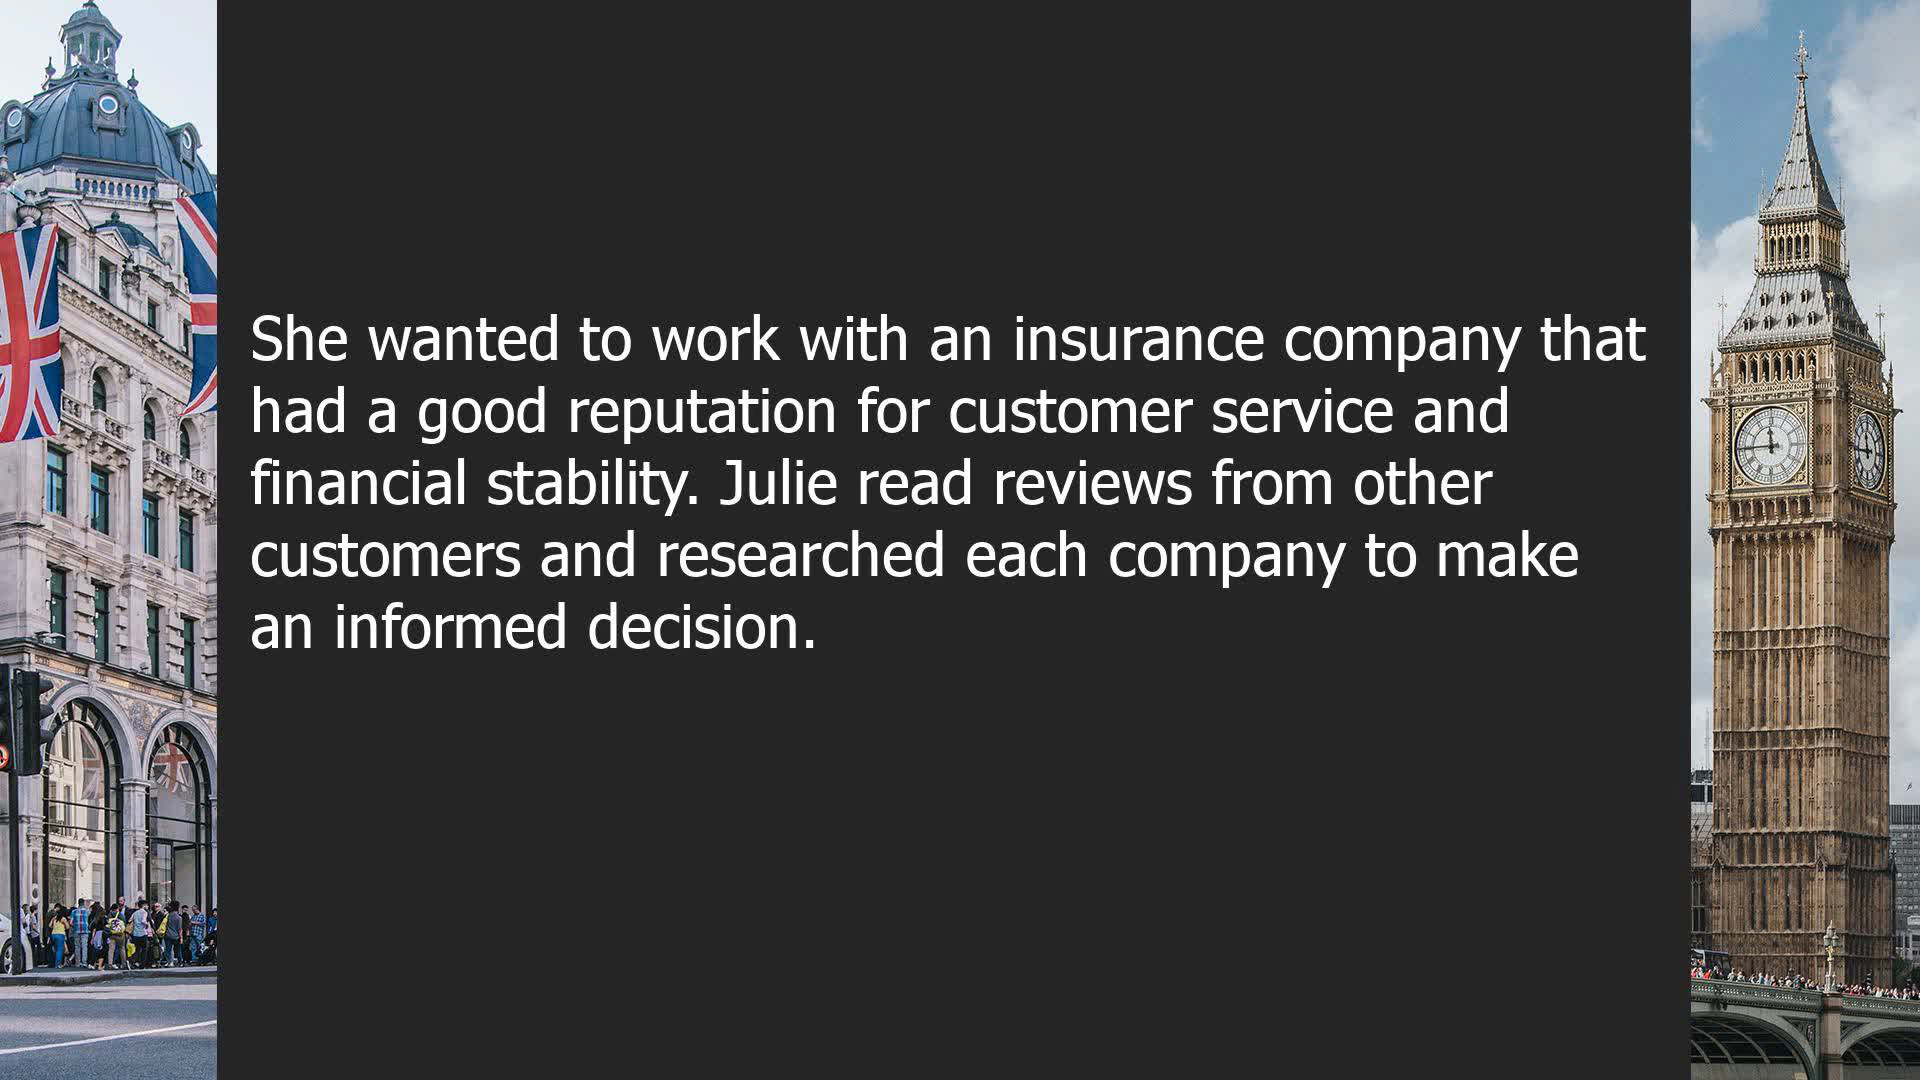 She wanted to work with an insurance company that
had a good reputation for customer service and
financial stability. Julie read reviews from other
customers and researched each company to make
an informed decision.